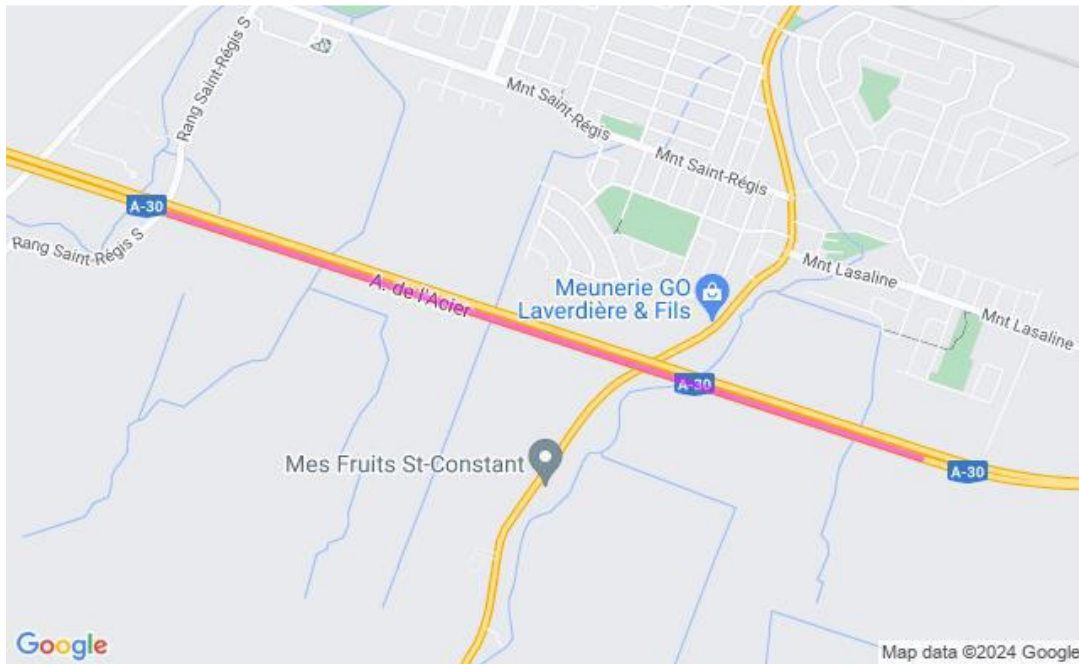 Rang Saint-Régis S
Mnt Saint-Régis
Mnt Saint-Régis
A-30
Rang Saint-Régis S
Mnt Lasaline
A. de l'Acier
Meunerie GO
Laverdière & Fils
Mnt Lasaline
A-30
Mes Fruits St-Constant
A-30
Google
Map data ©2024 Google